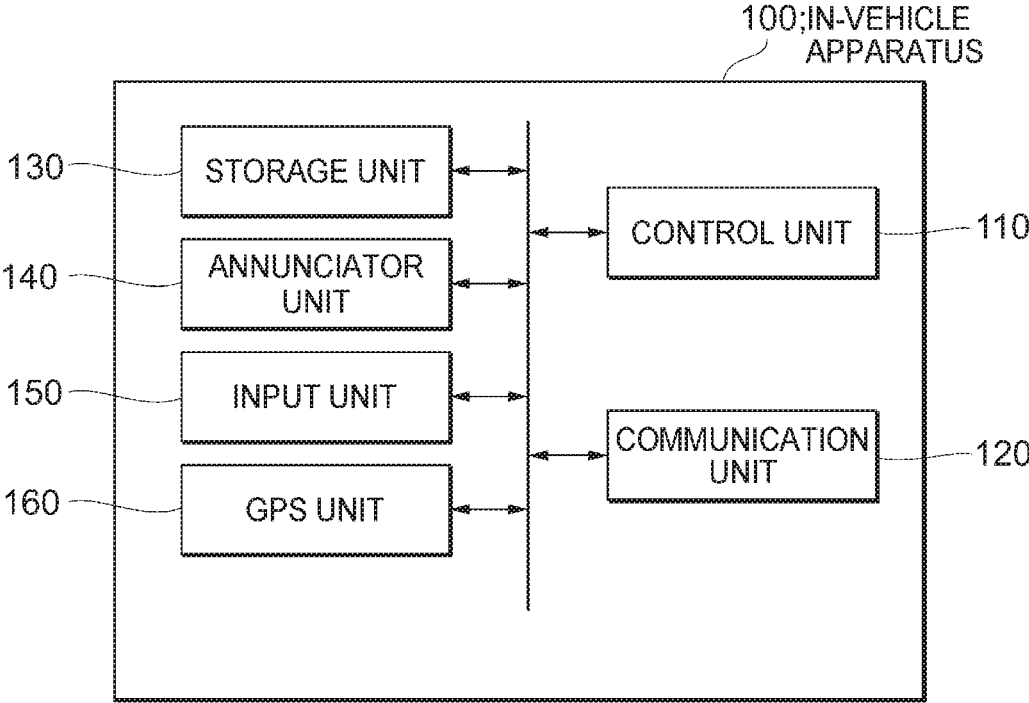 100;IN-VEHICLE
APPARATUS
130
STORAGE UNIT
CONTROL UNIT
110
140
ANNUNCIATOR
UNIT
150
INPUT UNIT
COMMUNICATION
UNIT
120
160
GPS UNIT